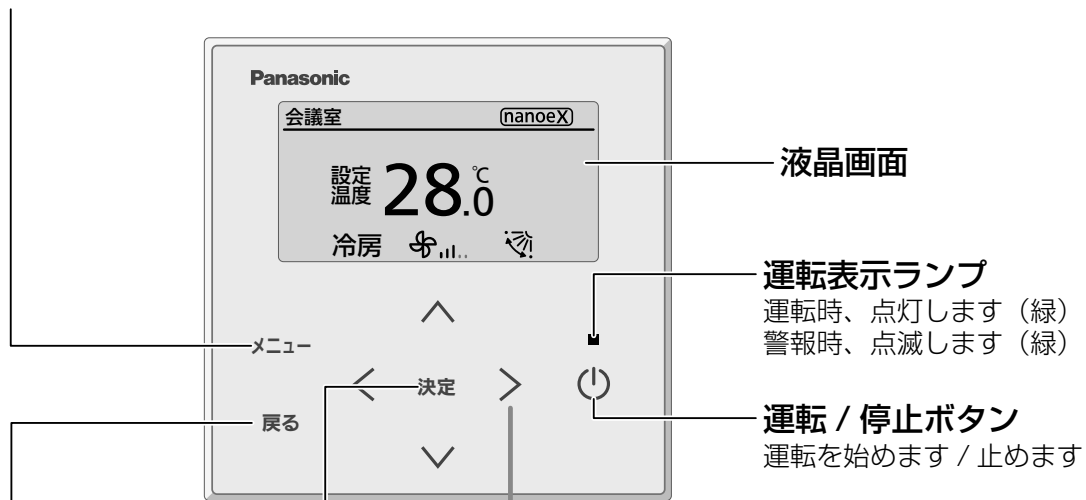 Panasonic
会議室 nanoeX
設定
温度 28.0℃
冷房
メニュー
決定
戻る
液晶画面
運転表示ランプ
運転時、点灯します（緑）
警報時、点滅します（緑）
運転 / 停止ボタン
運転を始めます / 止めます